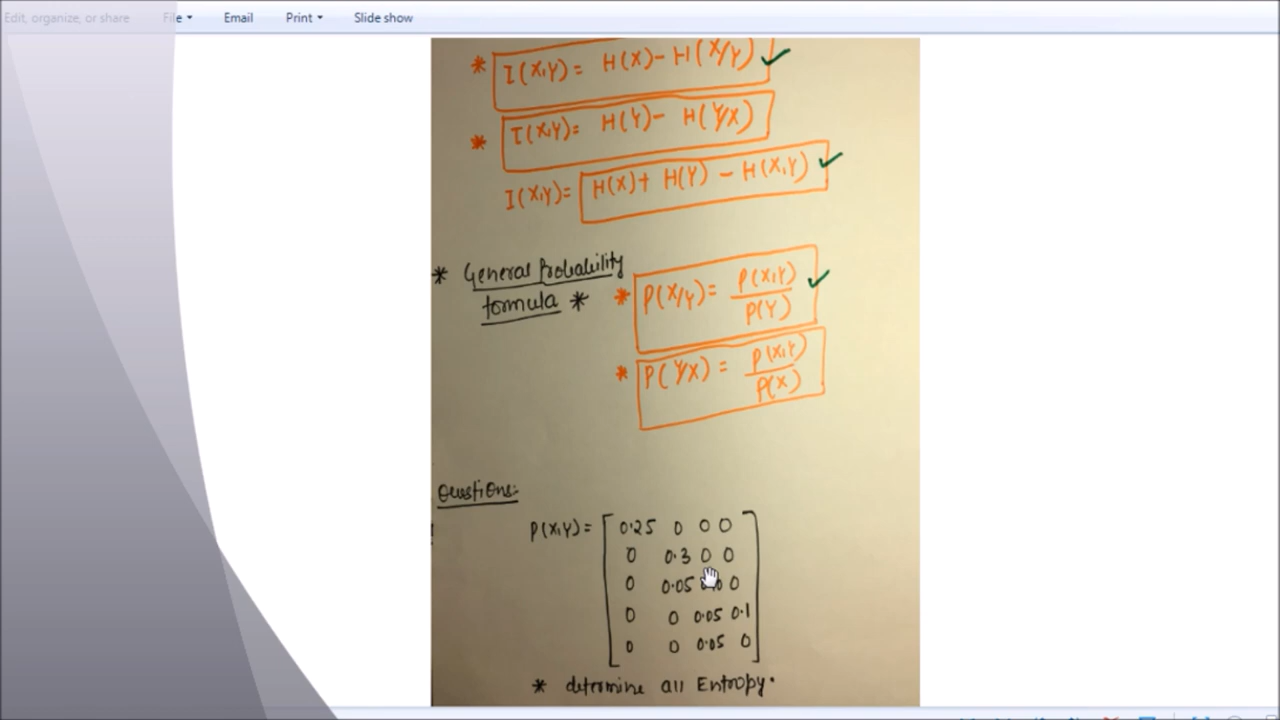 Edit, organize, or share File Email Print Slide show
* I(X,Y) = H(X) - H(X/Y) ✓
* I(X,Y) = H(Y) - H(Y/X)
I(X,Y) = H(X) + H(Y) - H(X,Y) ✓
* General Probability
formula *
* P(X/Y) = P(X,Y) / P(Y) ✓
* P(Y/X) = P(X,Y) / P(X)
Questions:
P(X,Y) = [ 0.25 0 0 0
0 0.3 0 0
0 0.05 0
0 0 0.05 0.1
0 0 0.05 0 ]
* determine all Entropy.